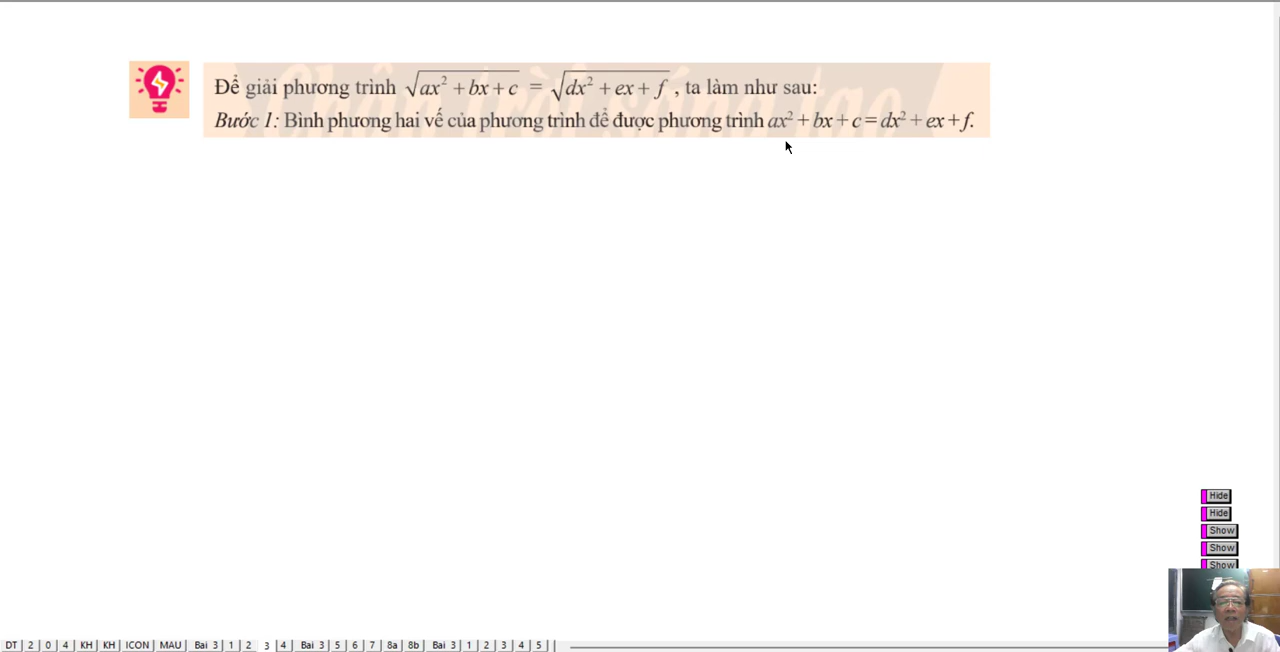 Để giải phương trình √(ax² + bx + c) = √(dx² + ex + f) , ta làm như sau:
Bước 1: Bình phương hai vế của phương trình để được phương trình ax² + bx + c = dx² + ex + f.
Hide
Hide
Show
Show
Show
DT | 2 | 0 | 4 | KH | KH | ICON | MAU | Bai 3 | 1 | 2 3 | 4 | Bai 3 | 5 | 6 | 7 | 8a | 8b | Bai 3 | 1 | 2 | 3 | 4 | 5 |